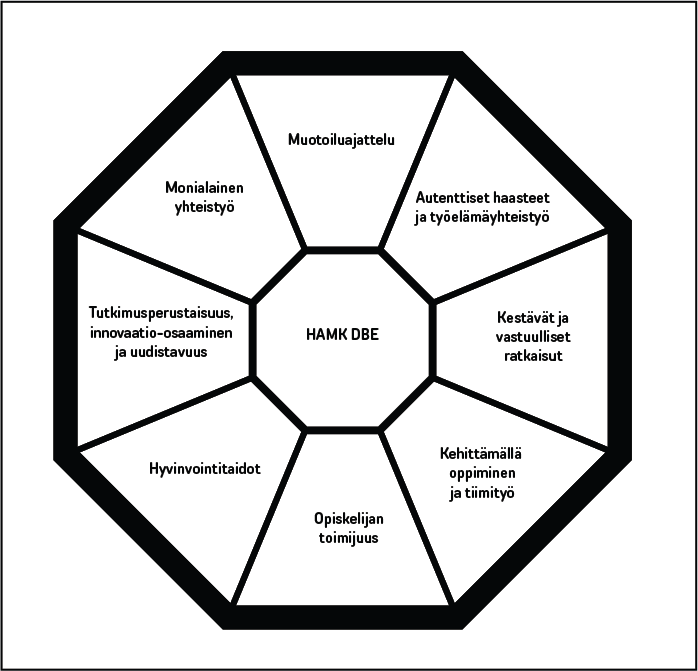 Muotoiluajattelu
Autenttiset haasteet
ja työelämäyhteistyö
Kestävät ja
vastuulliset
ratkaisut
Kehittämällä
oppiminen
ja tiimityö
Opiskelijan
toimijuus
Hyvinvointitaidot
Tutkimusperustaisuus,
innovaatio-osaaminen
ja uudistavuus
Monialainen
yhteistyö
HAMK DBE